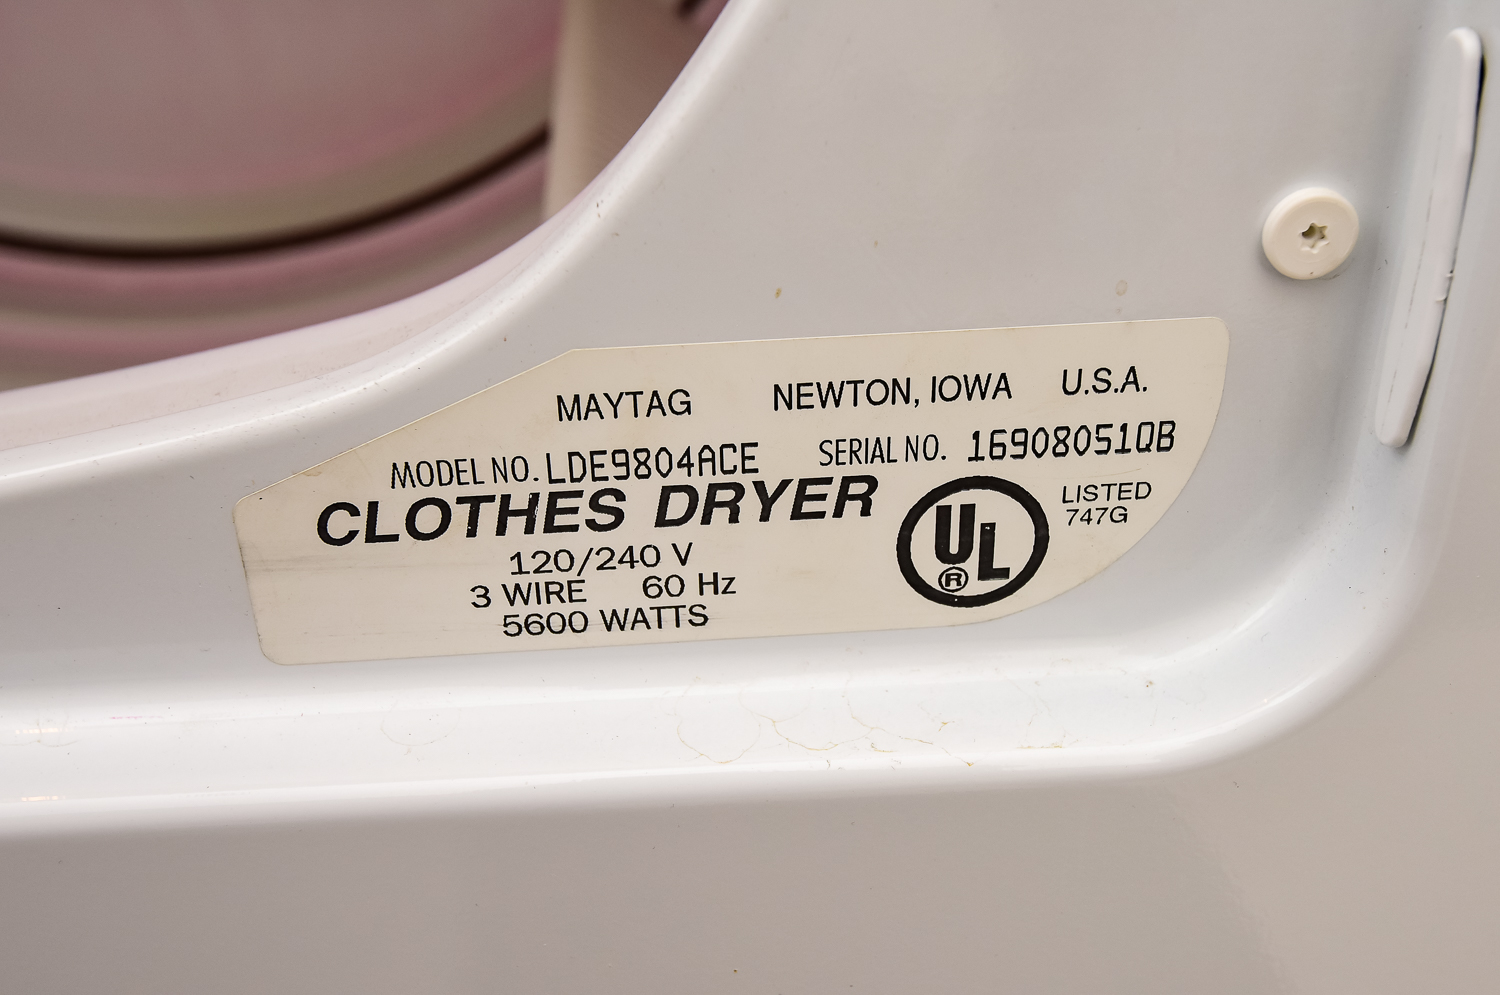 MAYTAG NEWTON, IOWA U.S.A.
MODEL NO. LDE9804ACE SERIAL NO. 16908051QB
CLOTHES DRYER
UL ® LISTED 747G
120/240 V
3 WIRE 60 Hz
5600 WATTS